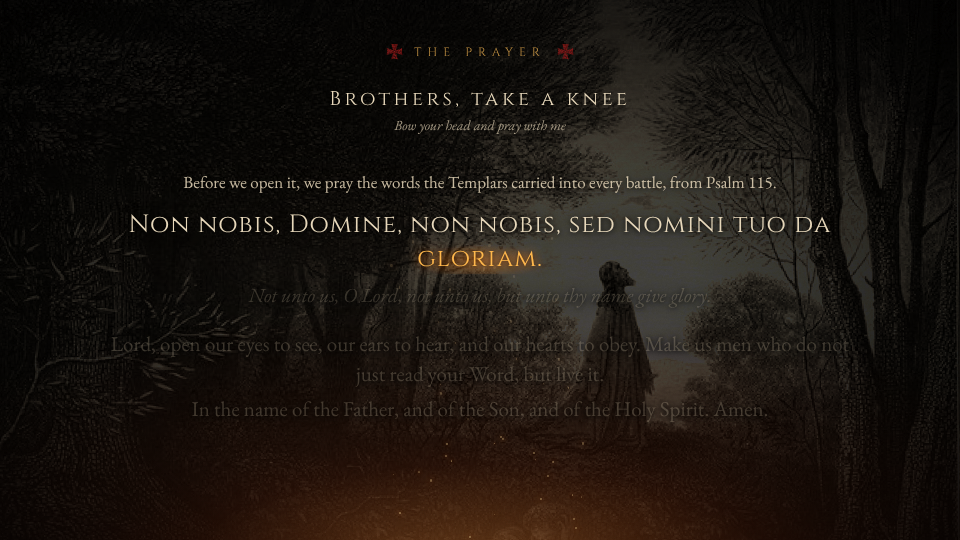 THE PRAYER
BROTHERS, TAKE A KNEE
Bow your head and pray with me
Before we open it, we pray the words the Templars carried into every battle, from Psalm 115.
NON NOBIS, DOMINE, NON NOBIS, SED NOMINI TUO DA
GLORIAM.
Not unto us, O Lord, not unto us, but unto thy name give glory.
Lord, open our eyes to see, our ears to hear, and our hearts to obey. Make us men who do not
just read your Word, but live it.
In the name of the Father, and of the Son, and of the Holy Spirit. Amen.